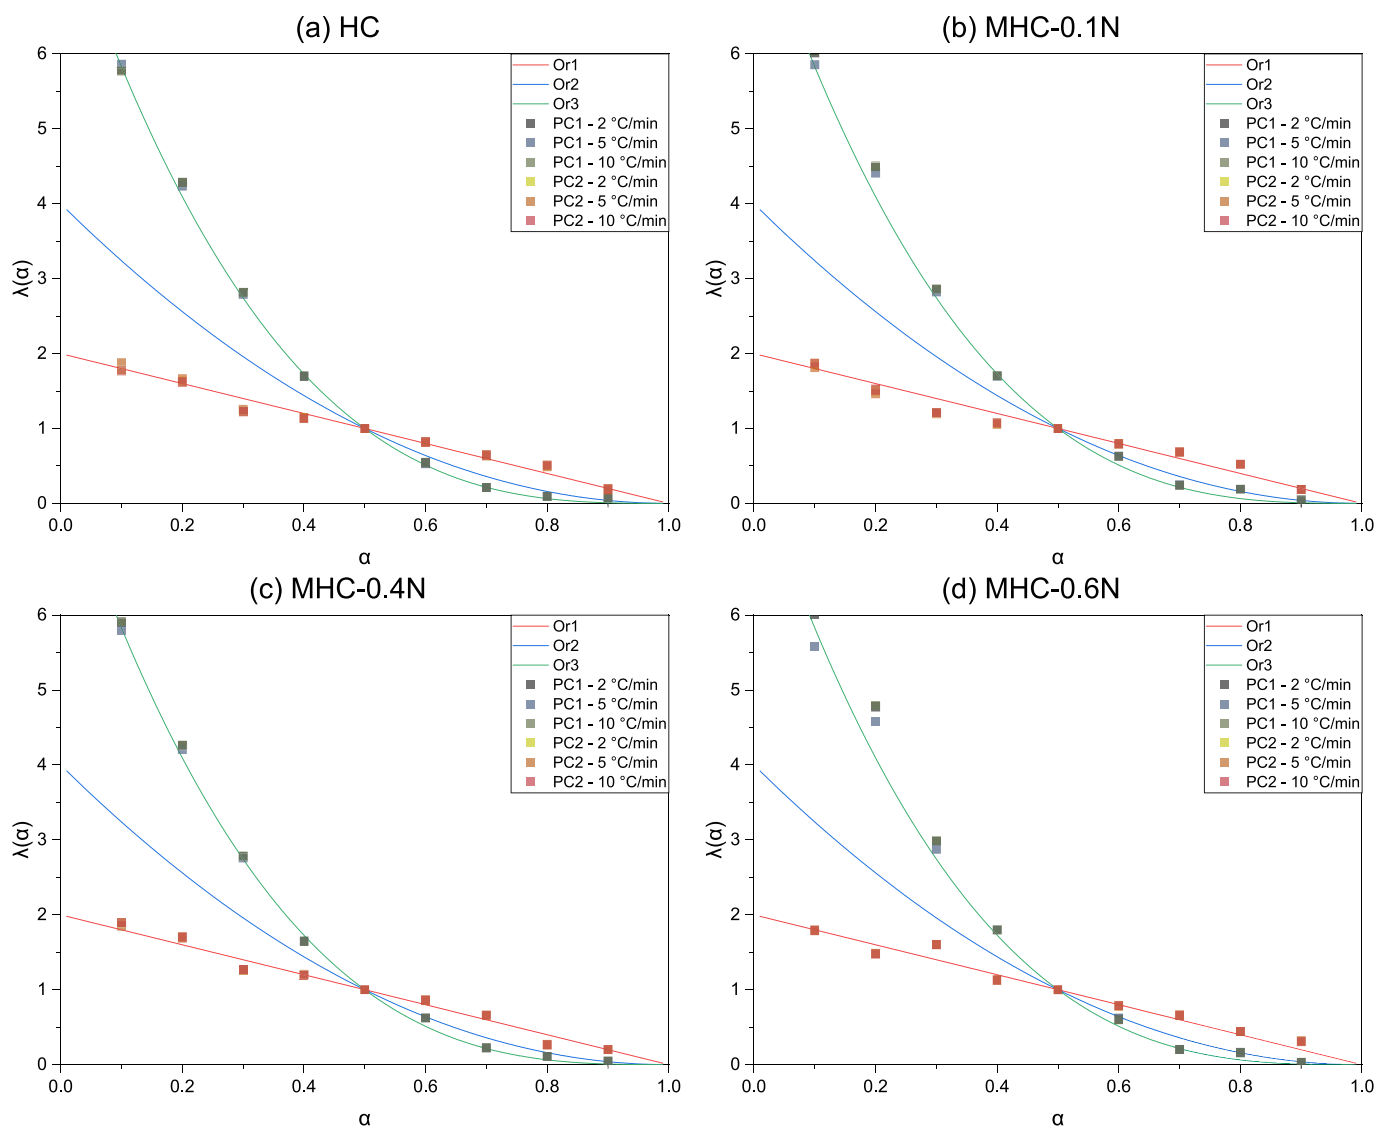 (a) HC
6
5
4
3
2
1
0
λ(α)
0.0 0.2 0.4 0.6 0.8 1.0
α
Or1
Or2
Or3
PC1 - 2 °C/min
PC1 - 5 °C/min
PC1 - 10 °C/min
PC2 - 2 °C/min
PC2 - 5 °C/min
PC2 - 10 °C/min
(b) MHC-0.1N
6
5
4
3
2
1
0
λ(α)
0.0 0.2 0.4 0.6 0.8 1.0
α
Or1
Or2
Or3
PC1 - 2 °C/min
PC1 - 5 °C/min
PC1 - 10 °C/min
PC2 - 2 °C/min
PC2 - 5 °C/min
PC2 - 10 °C/min
(c) MHC-0.4N
6
5
4
3
2
1
0
λ(α)
0.0 0.2 0.4 0.6 0.8 1.0
α
Or1
Or2
Or3
PC1 - 2 °C/min
PC1 - 5 °C/min
PC1 - 10 °C/min
PC2 - 2 °C/min
PC2 - 5 °C/min
PC2 - 10 °C/min
(d) MHC-0.6N
6
5
4
3
2
1
0
λ(α)
0.0 0.2 0.4 0.6 0.8 1.0
α
Or1
Or2
Or3
PC1 - 2 °C/min
PC1 - 5 °C/min
PC1 - 10 °C/min
PC2 - 2 °C/min
PC2 - 5 °C/min
PC2 - 10 °C/min